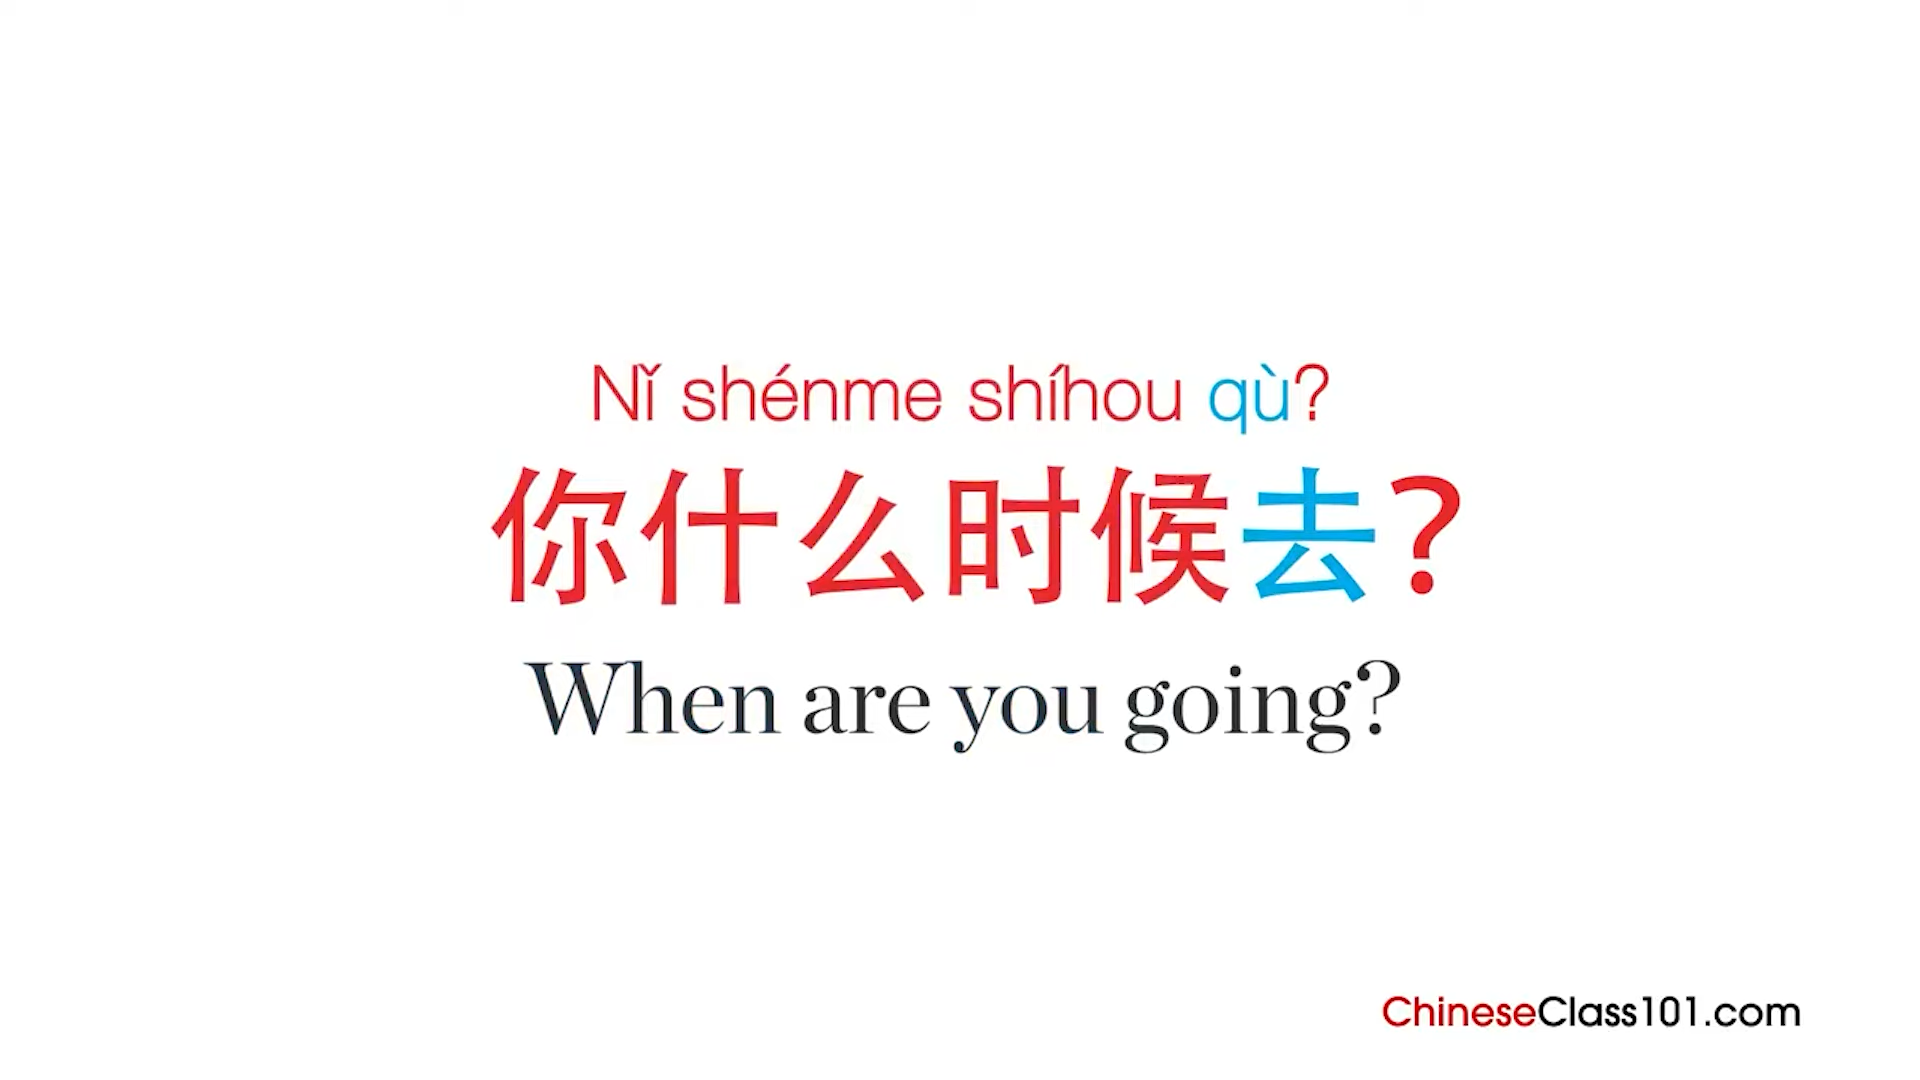 Nǐ shénme shíhou qù?
你什么时候去？
When are you going?
ChineseClass101.com